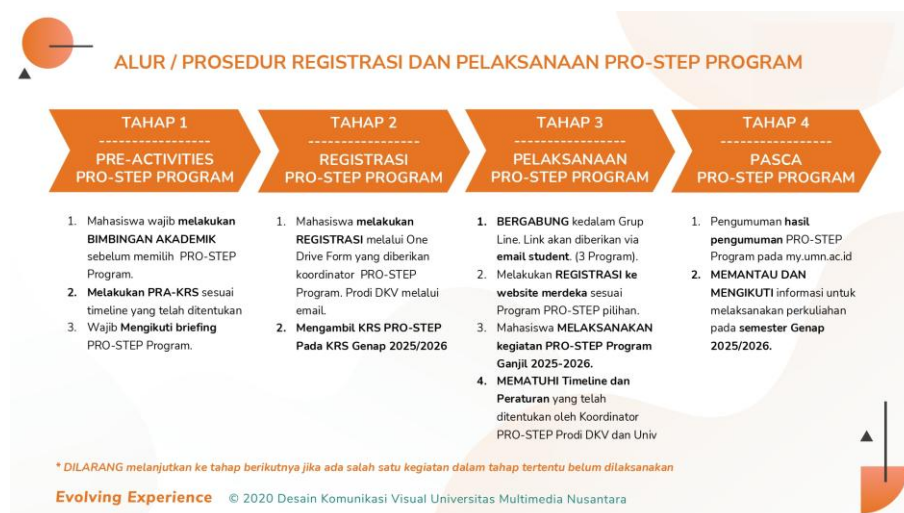 ALUR / PROSEDUR REGISTRASI DAN PELAKSANAAN PRO-STEP PROGRAM
TAHAP 1
-----------------
PRE-ACTIVITIES
PRO-STEP PROGRAM
1. Mahasiswa wajib melakukan
BIMBINGAN AKADEMIK
sebelum memilih PRO-STEP
Program.
2. Melakukan PRA-KRS sesuai
timeline yang telah ditentukan
3. Wajib Mengikuti briefing
PRO-STEP Program.
TAHAP 2
-----------------
REGISTRASI
PRO-STEP PROGRAM
1. Mahasiswa melakukan
REGISTRASI melalui One
Drive Form yang diberikan
koordinator PRO-STEP
Program. Prodi DKV melalui
email.
2. Mengambil KRS PRO-STEP
Pada KRS Genap 2025/2026
TAHAP 3
-----------------
PELAKSANAAN
PRO-STEP PROGRAM
1. BERGABUNG kedalam Grup
Line. Link akan diberikan via
email student. (3 Program).
2. Melakukan REGISTRASI ke
website merdeka sesuai
Program PRO-STEP pilihan.
3. Mahasiswa MELAKSANAKAN
kegiatan PRO-STEP Program
Ganjil 2025-2026.
4. MEMATUHI Timeline dan
Peraturan yang telah
ditentukan oleh Koordinator
PRO-STEP Prodi DKV dan Univ
TAHAP 4
-----------------
PASCA
PRO-STEP PROGRAM
1. Pengumuman hasil
pengumuman PRO-STEP
Program pada my.umn.ac.id
2. MEMANTAU DAN
MENGIKUTI informasi untuk
melaksanakan perkuliahan
pada semester Genap
2025/2026.
* DILARANG melanjutkan ke tahap berikutnya jika ada salah satu kegiatan dalam tahap tertentu belum dilaksanakan
Evolving Experience © 2020 Desain Komunikasi Visual Universitas Multimedia Nusantara